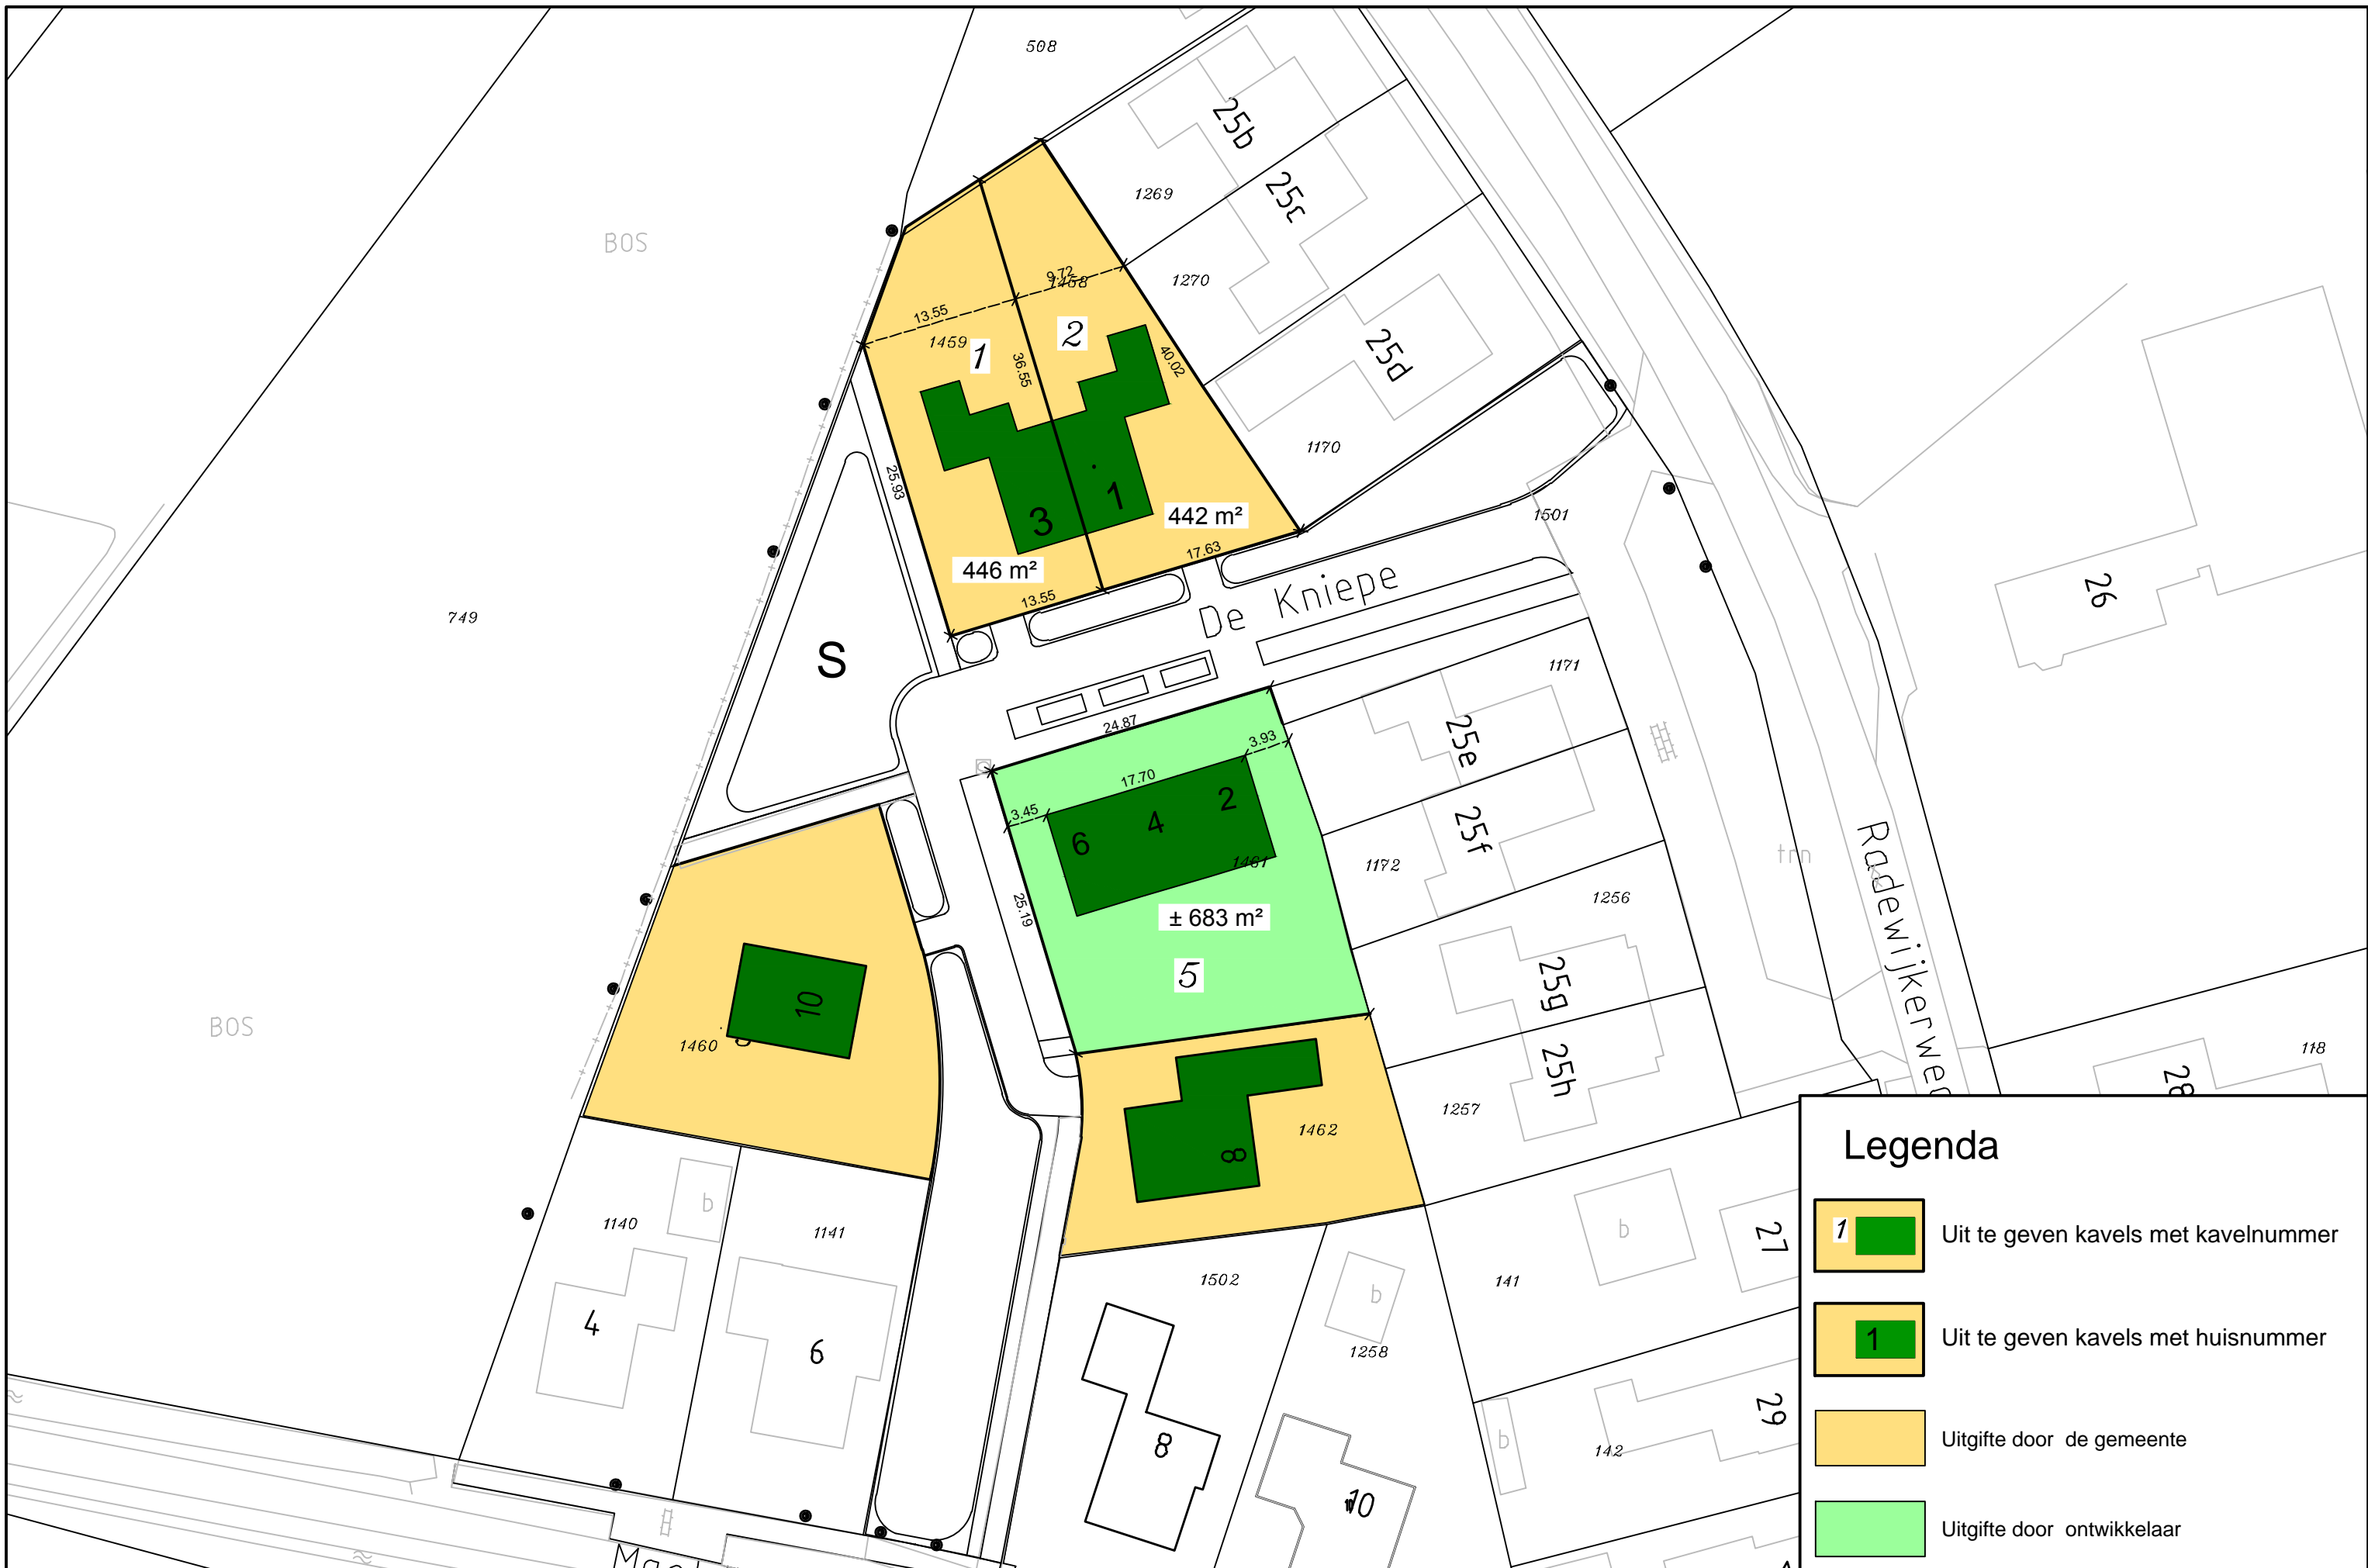 508
25b
BOS
1269
25c
1270
9.72
1458
13.55
1459
1
2
36.55
40.02
25d
1170
25.93
3
1
442 m²
446 m²
17.63
13.55
1501
De Kniepe
26
749
S
1171
24.87
3.93
25e
17.70
3.45
6
4
2
1461
25f
1172
Radewijkerweg
25.19
± 683 m²
1256
5
25g
10
1460
BOS
25h
1257
1462
8
118
28
1140
b
1141
4
6
1502
b
1258
8
10
141
b
27
142
b
29
Legenda
1 Uit te geven kavels met kavelnummer
1 Uit te geven kavels met huisnummer
Uitgifte door de gemeente
Uitgifte door ontwikkelaar